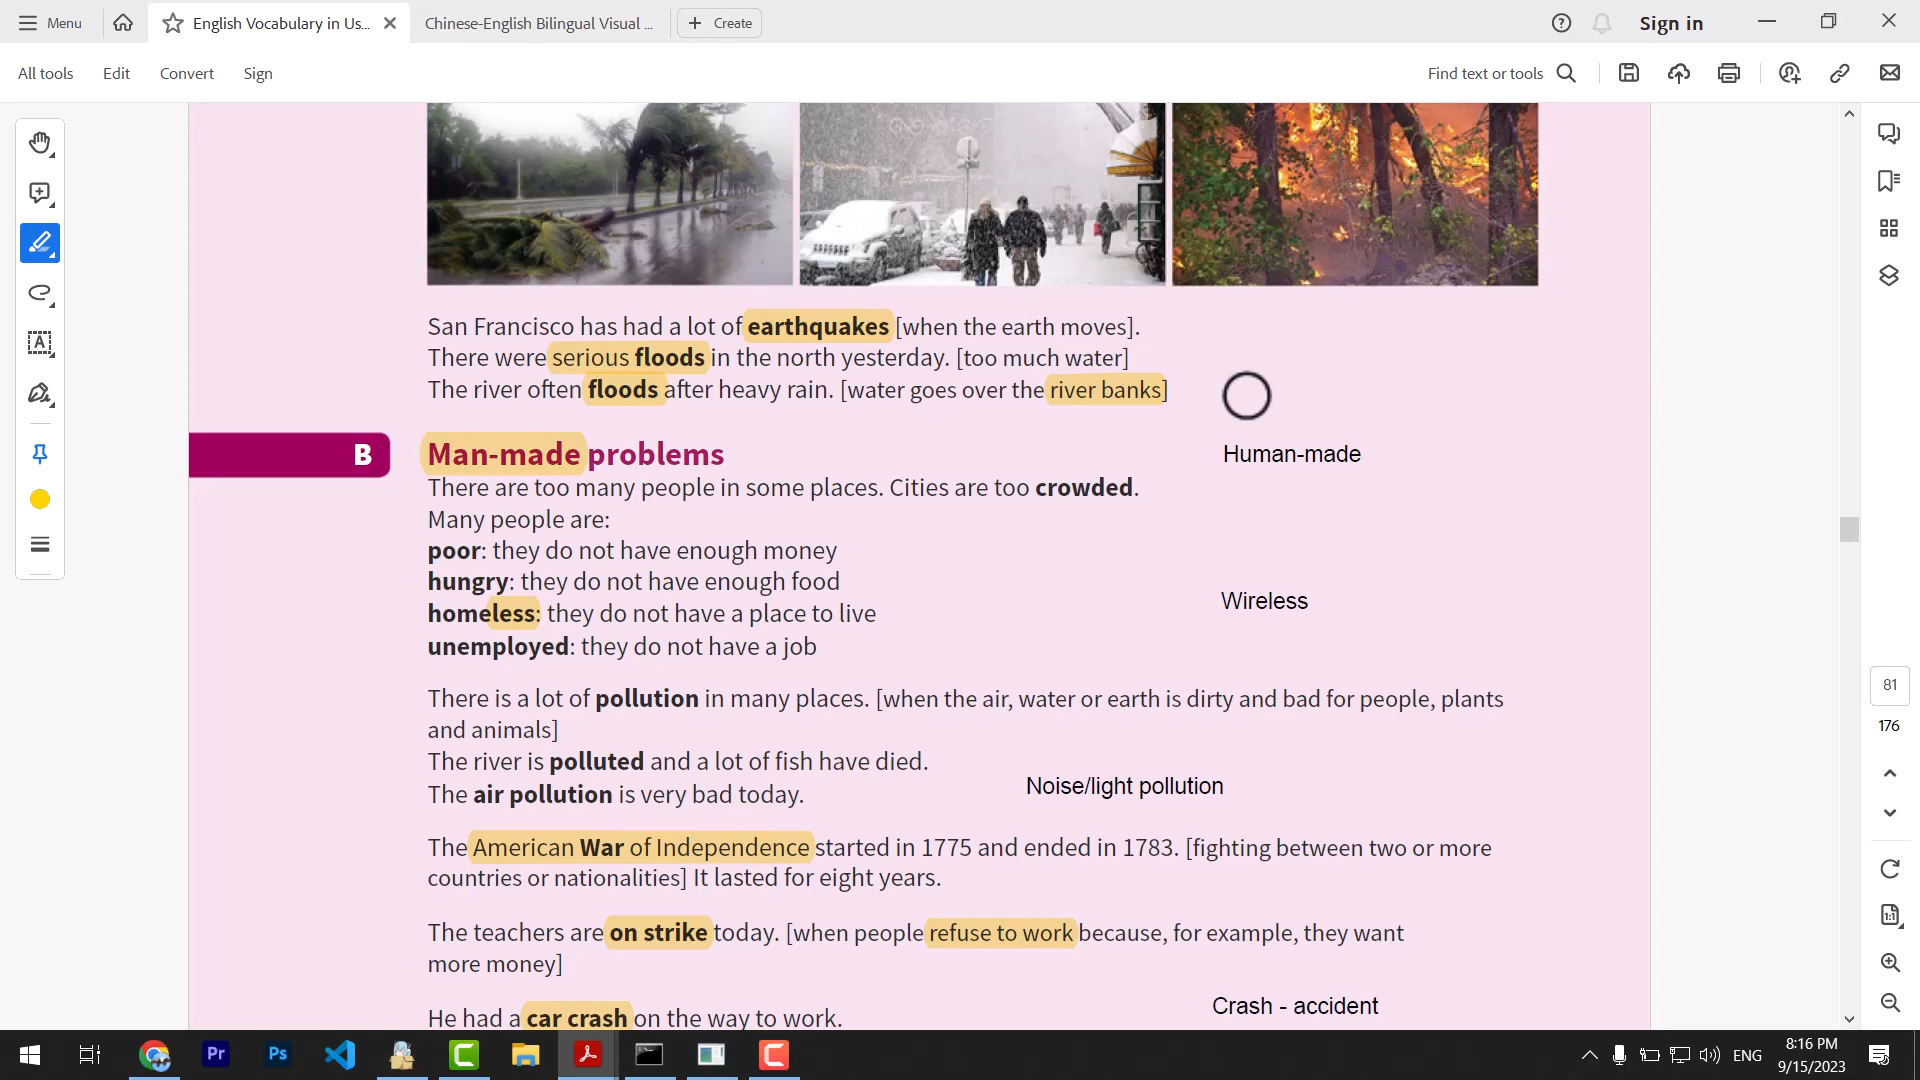 Menu
English Vocabulary in Us...
Chinese-English Bilingual Visual ...
Create
Sign in
All tools
Edit
Convert
Sign
Find text or tools
San Francisco has had a lot of earthquakes [when the earth moves].
There were serious floods in the north yesterday. [too much water]
The river often floods after heavy rain. [water goes over the river banks]
B
Man-made problems
Human-made
There are too many people in some places. Cities are too crowded.
Many people are:
poor: they do not have enough money
hungry: they do not have enough food
Wireless
homeless: they do not have a place to live
unemployed: they do not have a job
There is a lot of pollution in many places. [when the air, water or earth is dirty and bad for people, plants
and animals]
The river is polluted and a lot of fish have died.
Noise/light pollution
The air pollution is very bad today.
The American War of Independence started in 1775 and ended in 1783. [fighting between two or more
countries or nationalities] It lasted for eight years.
The teachers are on strike today. [when people refuse to work because, for example, they want
more money]
Crash - accident
He had a car crash on the way to work.
81
176
1:1
Pr
Ps
ENG
8:16 PM
9/15/2023